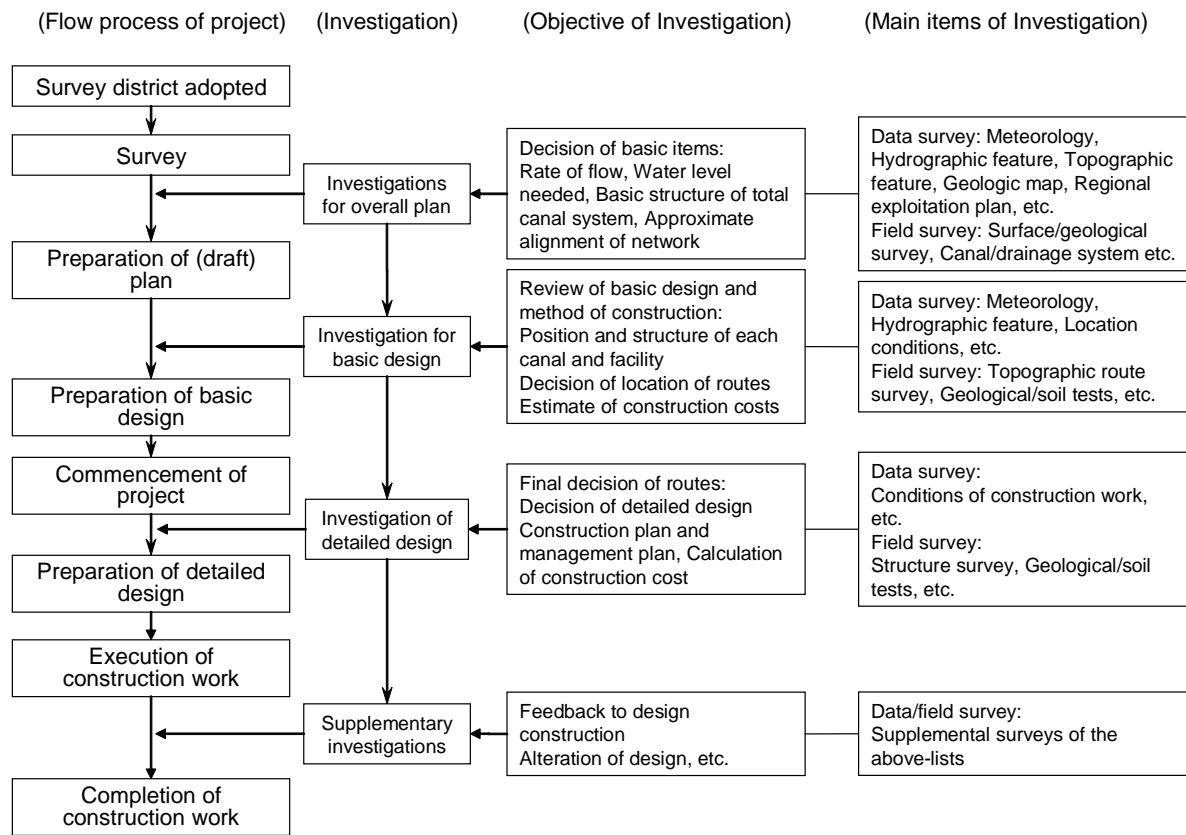 (Flow process of project)
(Investigation)
(Objective of Investigation)
(Main items of Investigation)
Survey district adopted
Survey
Preparation of (draft)
plan
Preparation of basic
design
Commencement of
project
Preparation of detailed
design
Execution of
construction work
Completion of
construction work
Investigations
for overall plan
Investigation for
basic design
Investigation of
detailed design
Supplementary
investigations
Decision of basic items:
Rate of flow, Water level
needed, Basic structure of total
canal system, Approximate
alignment of network
Review of basic design and
method of construction:
Position and structure of each
canal and facility
Decision of location of routes
Estimate of construction costs
Final decision of routes:
Decision of detailed design
Construction plan and
management plan, Calculation
of construction cost
Feedback to design
construction
Alteration of design, etc.
Data survey: Meteorology,
Hydrographic feature, Topographic
feature, Geologic map, Regional
exploitation plan, etc.
Field survey: Surface/geological
survey, Canal/drainage system etc.
Data survey: Meteorology,
Hydrographic feature, Location
conditions, etc.
Field survey: Topographic route
survey, Geological/soil tests, etc.
Data survey:
Conditions of construction work,
etc.
Field survey:
Structure survey, Geological/soil
tests, etc.
Data/field survey:
Supplemental surveys of the
above-lists